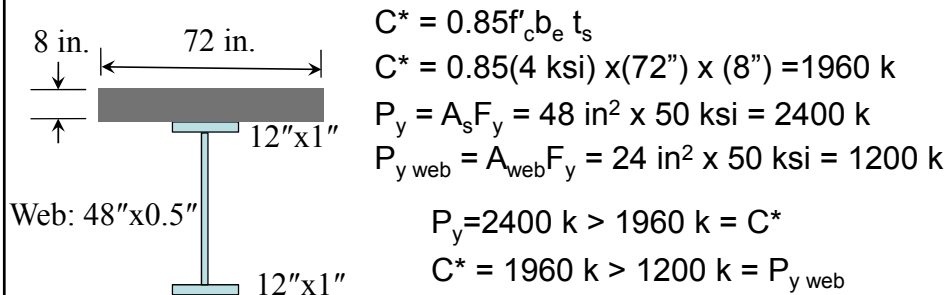 8 in.
72 in.
12″x1″
Web: 48″x0.5″
12″x1″
C* = 0.85f′cbe ts
C* = 0.85(4 ksi) x(72”) x (8”) =1960 k
Py = AsFy = 48 in² x 50 ksi = 2400 k
Py web = AwebFy = 24 in² x 50 ksi = 1200 k
Py=2400 k > 1960 k = C*
C* = 1960 k > 1200 k = Py web